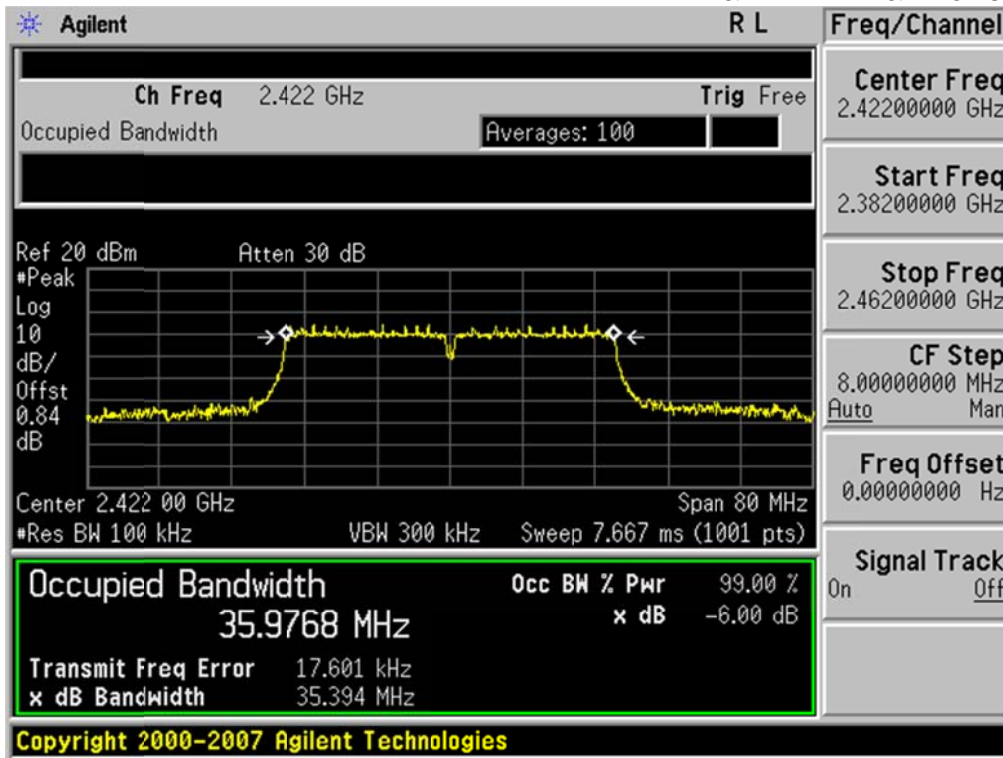 Agilent
R L
Freq/Channel
Ch Freq 2.422 GHz
Trig Free
Occupied Bandwidth
Averages: 100
Ref 20 dBm
Atten 30 dB
#Peak
Log
10
dB/
Offst
0.84
dB
Center 2.422 00 GHz
Span 80 MHz
#Res BW 100 kHz
VBW 300 kHz
Sweep 7.667 ms (1001 pts)
Occupied Bandwidth
35.9768 MHz
Occ BW % Pwr 99.00 %
x dB -6.00 dB
Transmit Freq Error 17.601 kHz
x dB Bandwidth 35.394 MHz
Copyright 2000-2007 Agilent Technologies
Center Freq
2.42200000 GHz
Start Freq
2.38200000 GHz
Stop Freq
2.46200000 GHz
CF Step
8.00000000 MHz
Auto Man
Freq Offset
0.00000000 Hz
Signal Track
On Off